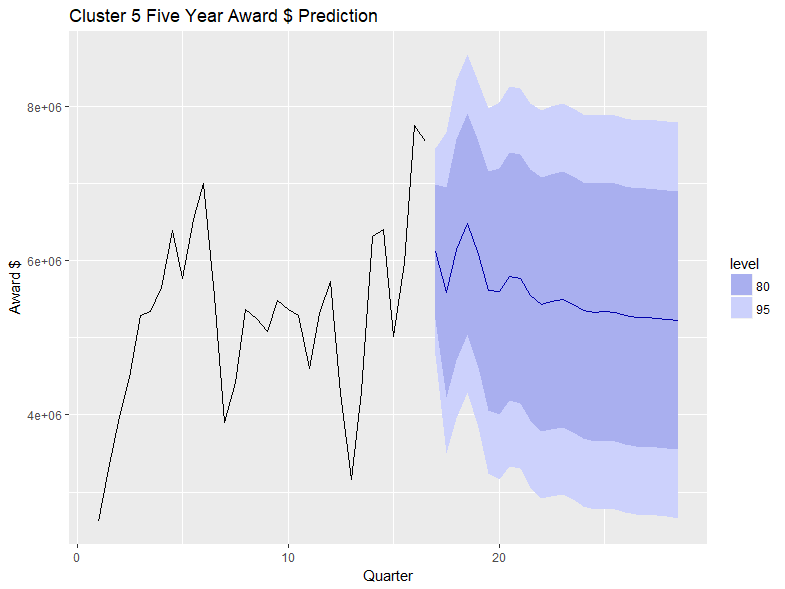 Cluster 5 Five Year Award $ Prediction
8e+06
6e+06
4e+06
Award $
0
10
20
Quarter
level
80
95